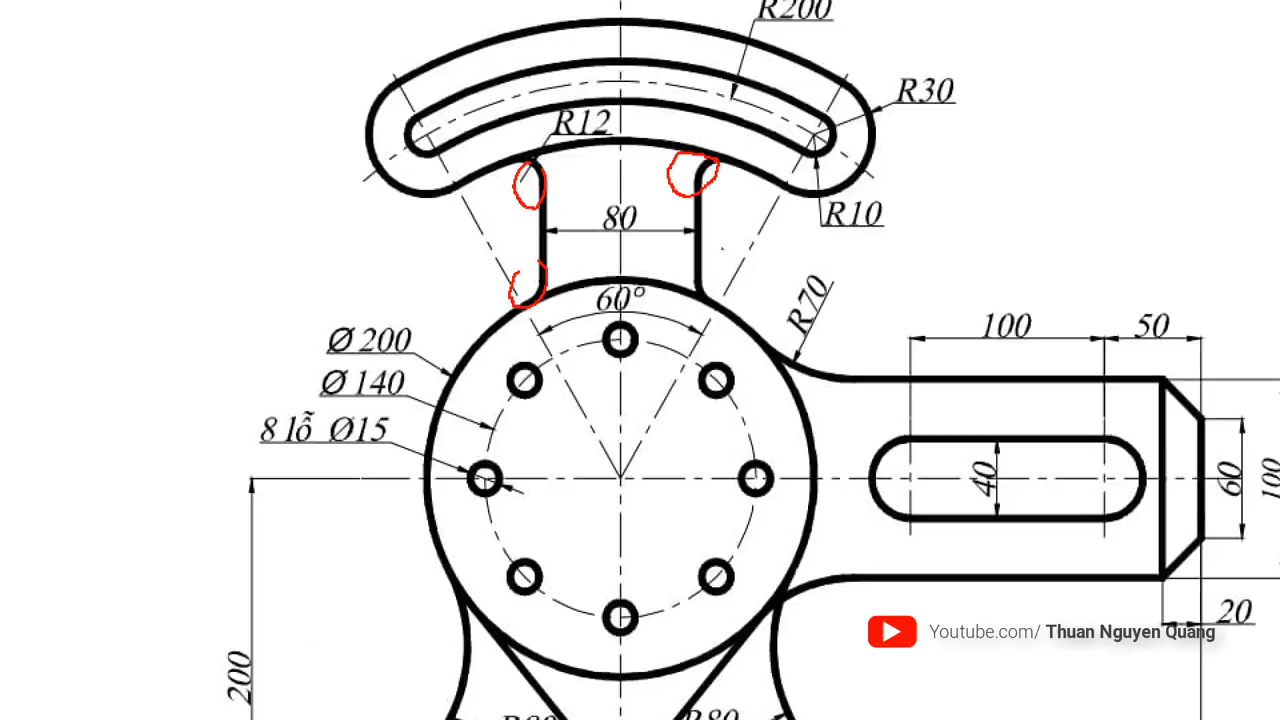 R200
R30
R12
R10
80
60°
R70
100
50
Ø 200
Ø 140
8 lỗ Ø15
40
60
100
20
200
Youtube.com/ Thuan Nguyen Quang
R80